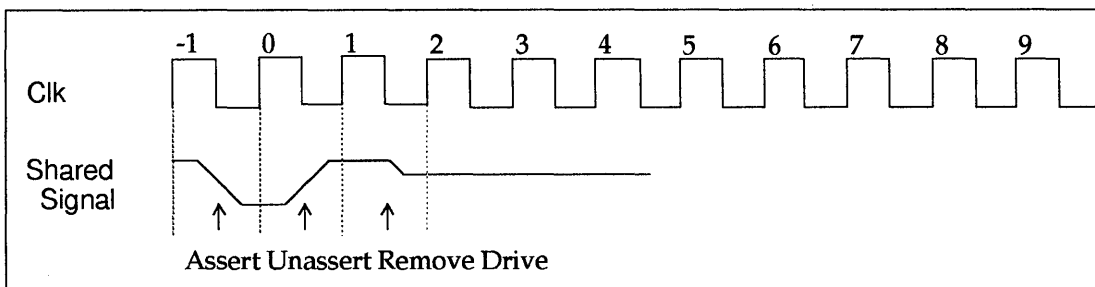 -1 0 1 2 3 4 5 6 7 8 9
Clk
Shared
Signal
Assert Unassert Remove Drive